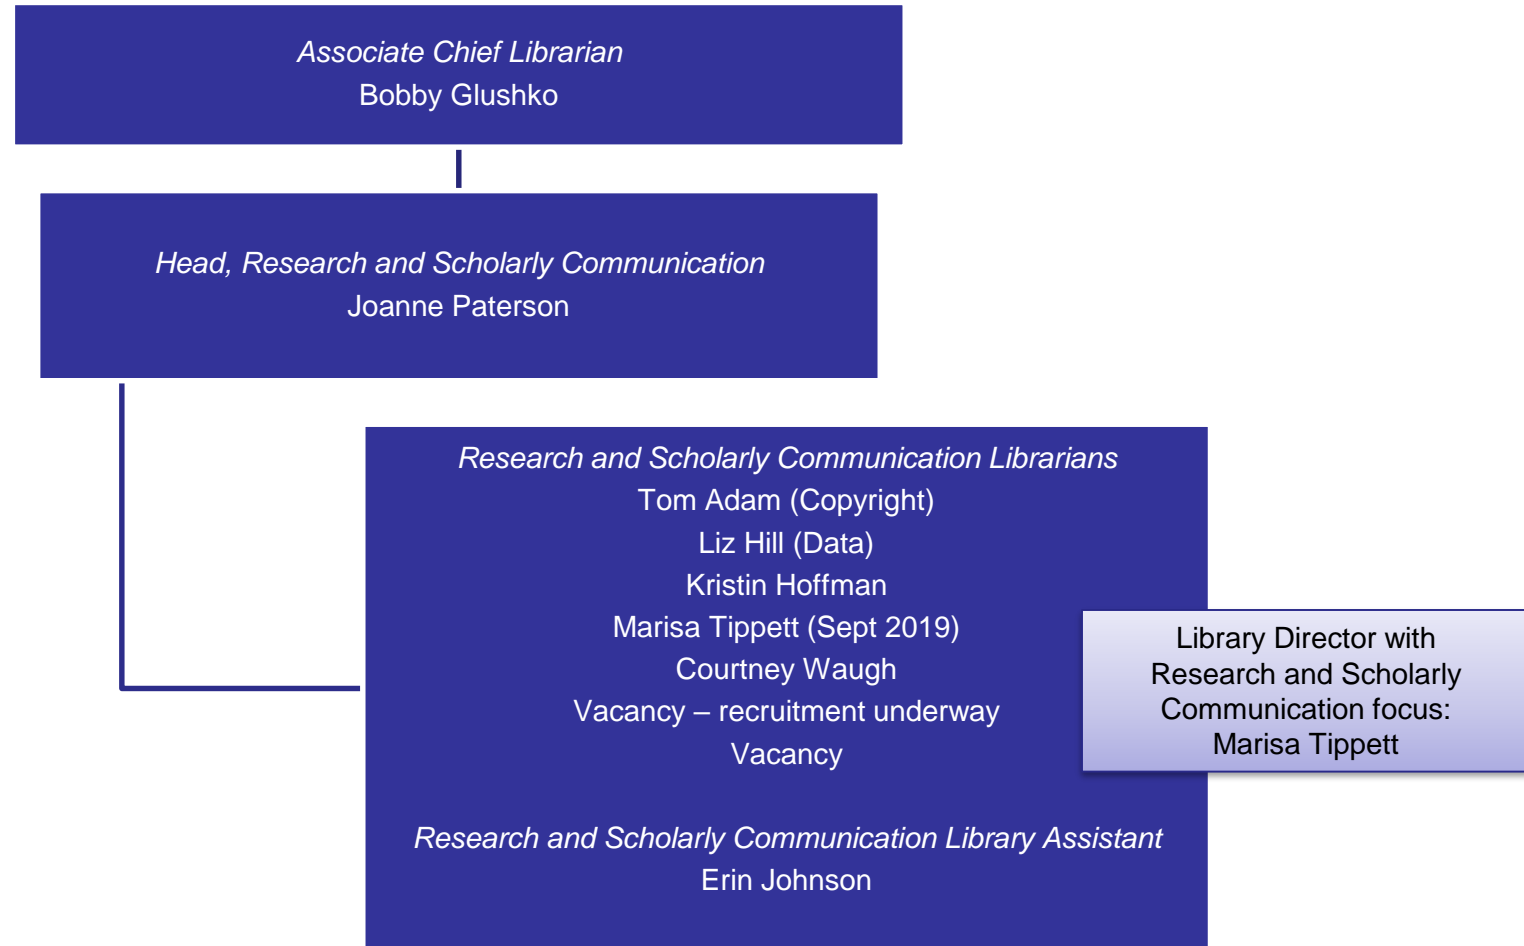 Associate Chief Librarian
Bobby Glushko
Head, Research and Scholarly Communication
Joanne Paterson
Research and Scholarly Communication Librarians
Tom Adam (Copyright)
Liz Hill (Data)
Kristin Hoffman
Marisa Tippett (Sept 2019)
Courtney Waugh
Vacancy – recruitment underway
Vacancy
Research and Scholarly Communication Library Assistant
Erin Johnson
Library Director with
Research and Scholarly
Communication focus:
Marisa Tippett